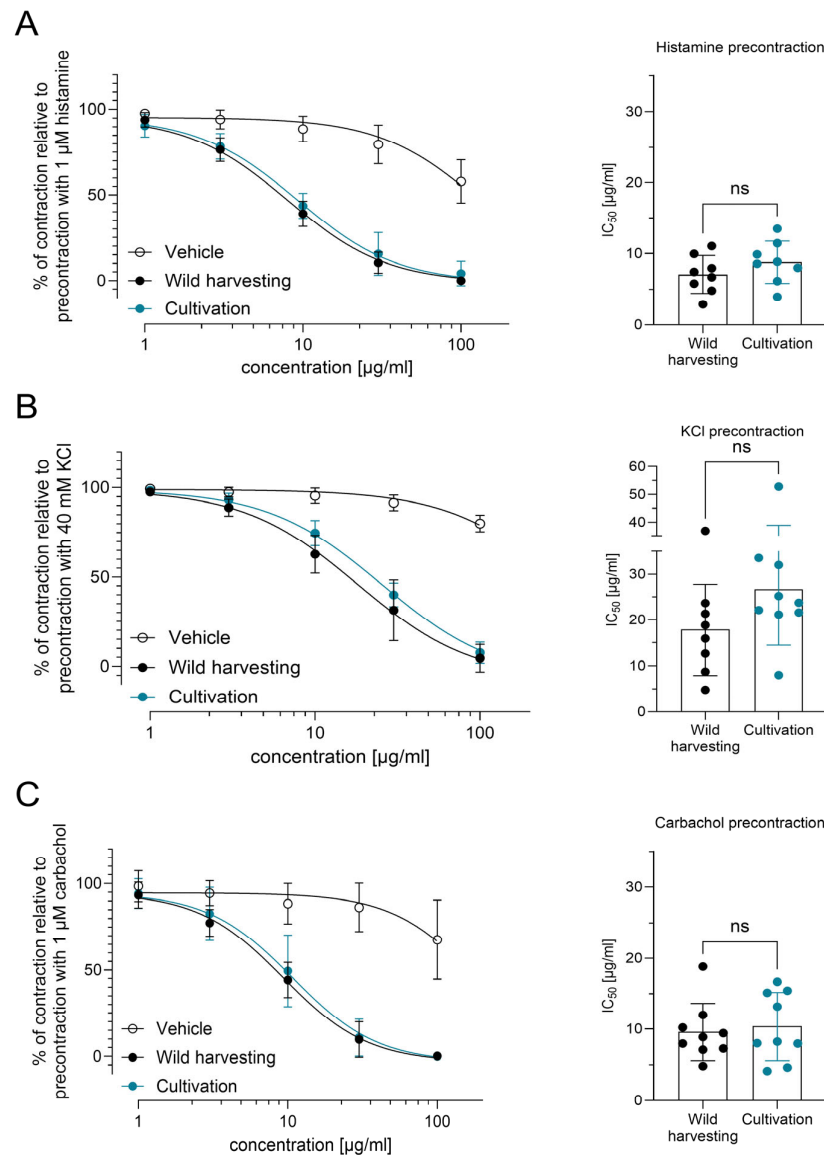 A
% of contraction relative to
precontraction with 1 µM histamine
100
50
0
Vehicle
Wild harvesting
Cultivation
1
10
100
concentration [µg/ml]
Histamine precontraction
IC50 [µg/ml]
30
20
10
0
ns
Wild
harvesting
Cultivation
B
% of contraction relative to
precontraction with 40 mM KCl
100
50
0
Vehicle
Wild harvesting
Cultivation
1
10
100
concentration [µg/ml]
KCl precontraction
ns
IC50 [µg/ml]
60
50
40
30
20
10
0
Wild
harvesting
Cultivation
C
% of contraction relative to
precontraction with 1 µM carbachol
100
50
0
Vehicle
Wild harvesting
Cultivation
1
10
100
concentration [µg/ml]
Carbachol precontraction
IC50 [µg/ml]
30
20
10
0
ns
Wild
harvesting
Cultivation